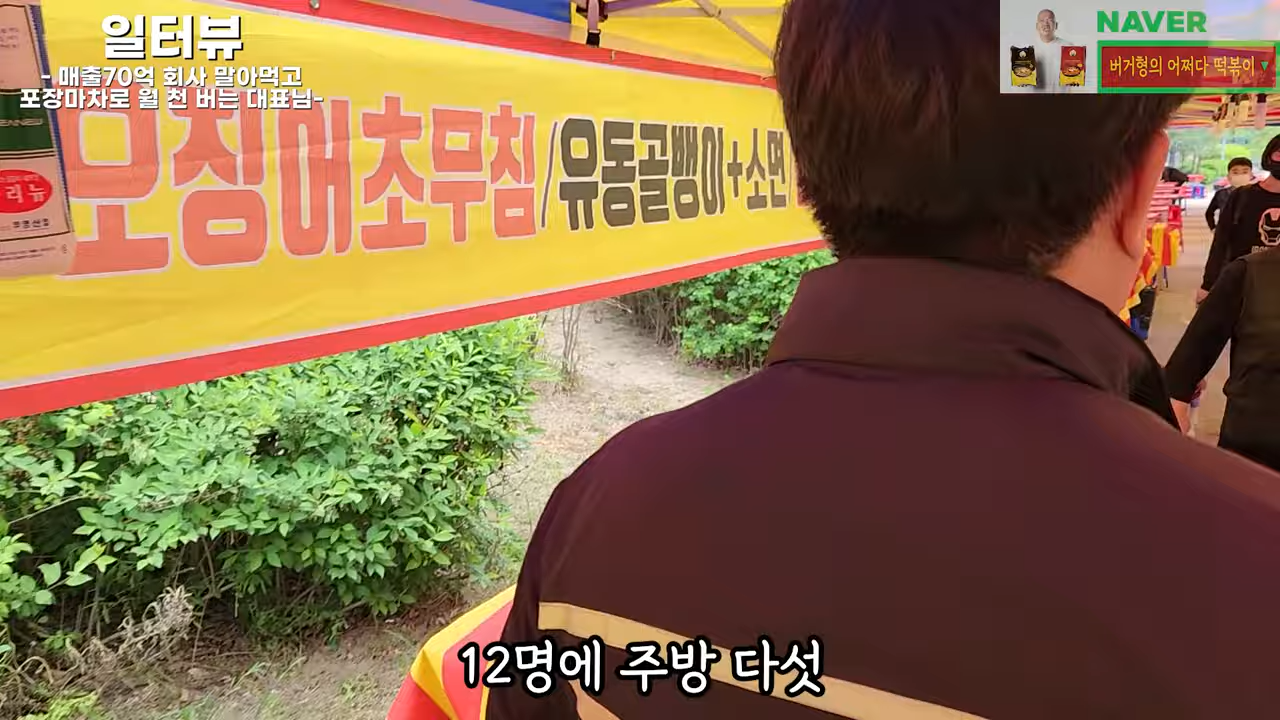 일터뷰
- 매출70억 회사 말아먹고
포장마차로 월 천 버는 대표님-
NAVER
버거형의 어쩌다 떡볶이
오징어초무침/유동골뱅이+소면
리뉴
12명에 주방 다섯